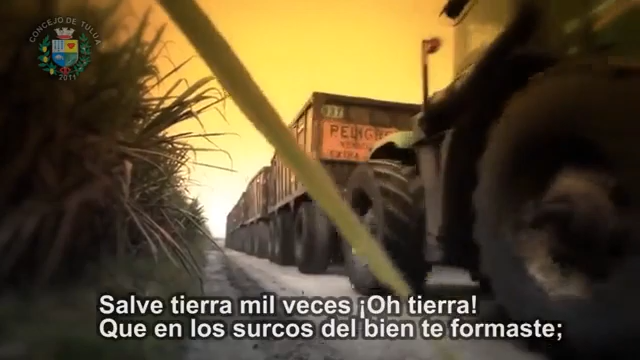 CONCEJO DE TULUA
2011
337
PELIGRO
Salve tierra mil veces ¡Oh tierra!
Que en los surcos del bien te formaste;